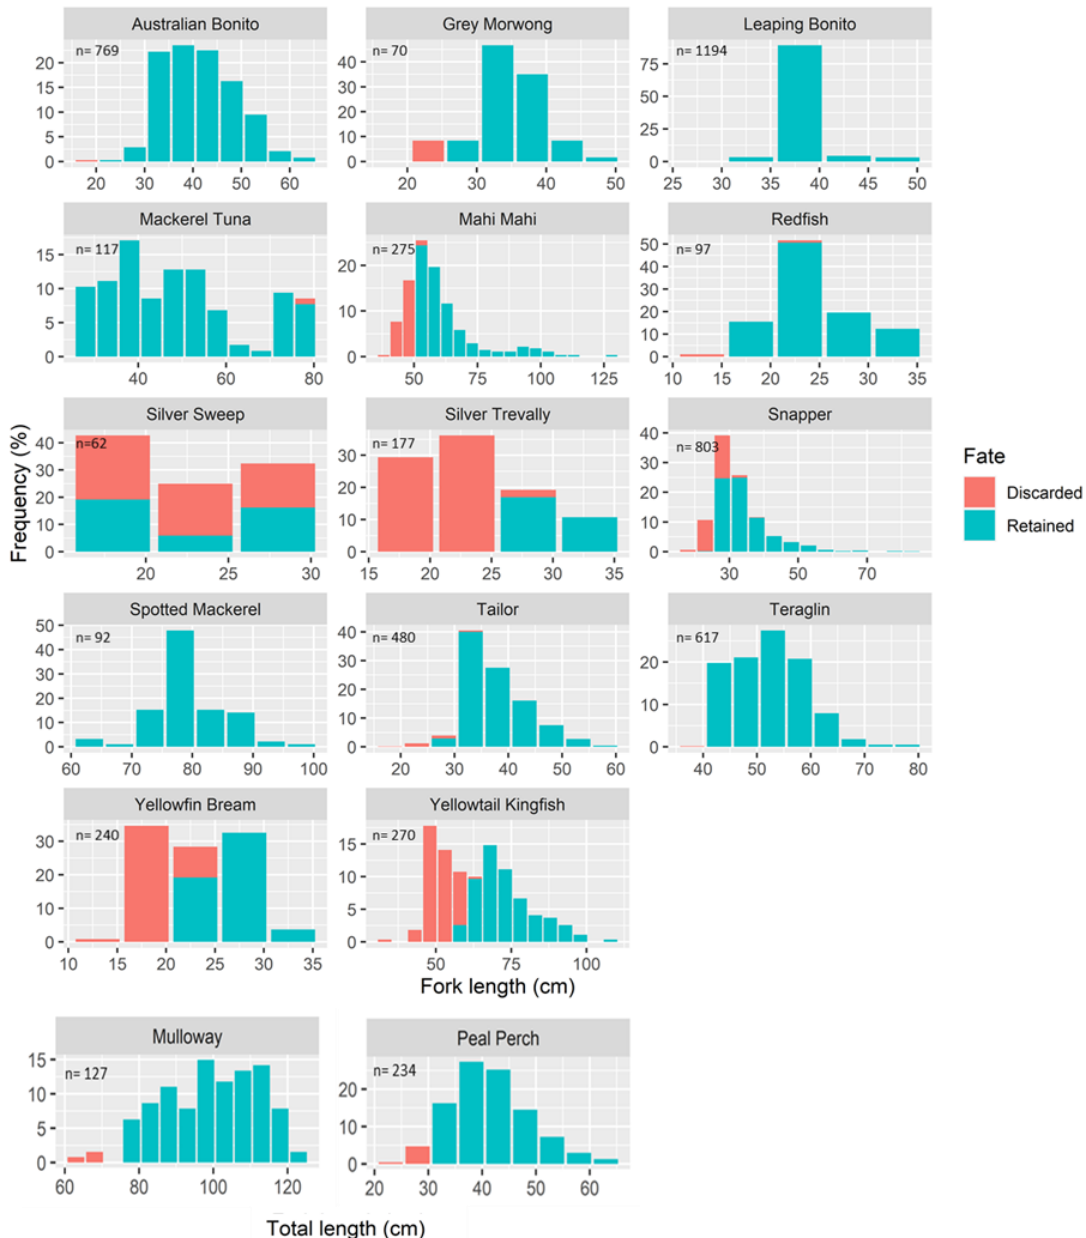 Australian Bonito Grey Morwong Leaping Bonito
n= 769 n= 70 n= 1194
20 15 10 5 0
40 30 20 10 0
75 50 25 0
20 30 40 50 60
20 30 40 50
25 30 35 40 45 50
Mackerel Tuna Mahi Mahi Redfish
n= 117 n= 275 n= 97
15 10 5 0
20 10 0
50 40 30 20 10 0
40 60 80
50 75 100 125
10 15 20 25 30 35
Silver Sweep Silver Trevally Snapper
n=62 n= 177 n= 803
40 30 20 10 0
30 20 10 0
40 30 20 10 0
20 25 30
15 20 25 30 35
30 50 70
Frequency (%)
Fate
Discarded
Retained
Spotted Mackerel Tailor Teraglin
n= 92 n= 480 n= 617
50 40 30 20 10 0
40 30 20 10 0
20 10 0
60 70 80 90 100
20 30 40 50 60
40 50 60 70 80
Yellowfin Bream Yellowtail Kingfish
n= 240 n= 270
30 20 10 0
15 10 5 0
10 15 20 25 30 35
50 75 100
Fork length (cm)
Mulloway Peal Perch
n= 127 n= 234
15 10 5 0
20 10 0
60 80 100 120
20 30 40 50 60
Total length (cm)